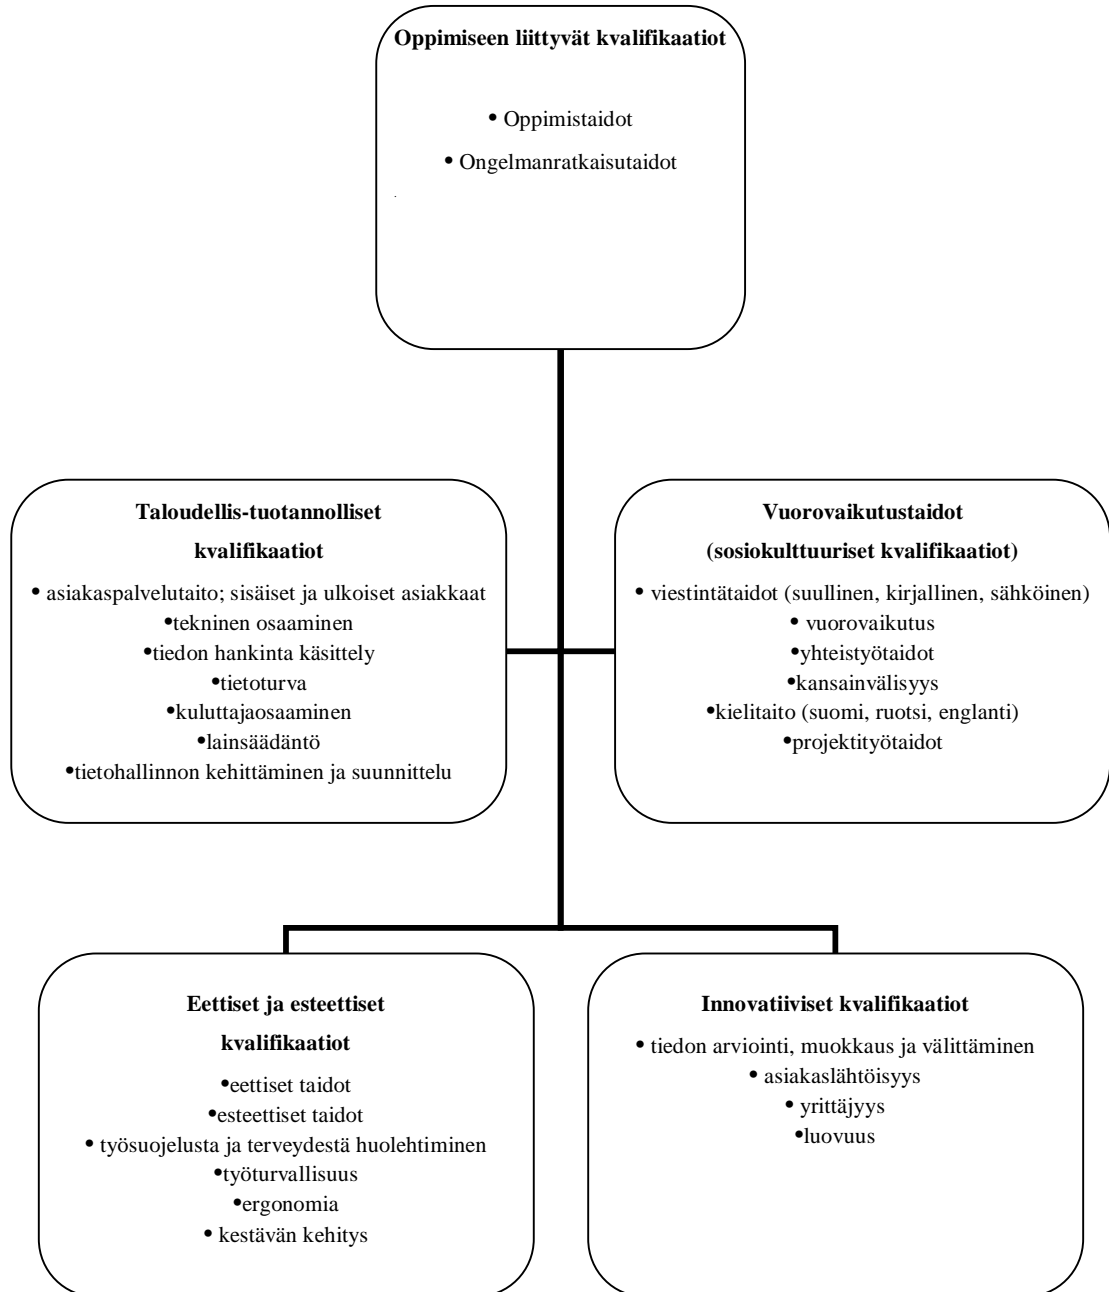 Oppimiseen liittyvät kvalifikaatiot
• Oppimistaidot
• Ongelmanratkaisutaidot
.
Taloudellis-tuotannolliset
kvalifikaatiot
• asiakaspalvelutaito; sisäiset ja ulkoiset asiakkaat
•tekninen osaaminen
•tiedon hankinta käsittely
•tietoturva
•kuluttajaosaaminen
•lainsäädäntö
•tietohallinnon kehittäminen ja suunnittelu
Vuorovaikutustaidot
(sosiokulttuuriset kvalifikaatiot)
• viestintätaidot (suullinen, kirjallinen, sähköinen)
• vuorovaikutus
•yhteistyötaidot
•kansainvälisyys
•kielitaito (suomi, ruotsi, englanti)
•projektityötaidot
Eettiset ja esteettiset
kvalifikaatiot
•eettiset taidot
•esteettiset taidot
• työsuojelusta ja terveydestä huolehtiminen
•työturvallisuus
•ergonomia
• kestävän kehitys
Innovatiiviset kvalifikaatiot
• tiedon arviointi, muokkaus ja välittäminen
• asiakaslähtöisyys
• yrittäjyys
•luovuus